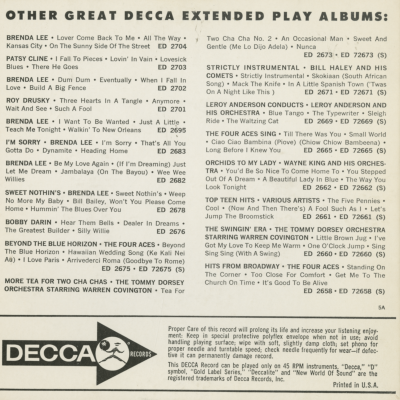 OTHER GREAT DECCA EXTENDED PLAY ALBUMS:
BRENDA LEE • Lover Come Back To Me • All The Way •
Kansas City • On The Sunny Side Of The Street ED 2704
PATSY CLINE • I Fall To Pieces • Lovin' In Vain • Lovesick
Blues • There He Goes ED 2703
BRENDA LEE • Dum Dum • Eventually • When I Fall In
Love • Build A Big Fence ED 2702
ROY DRUSKY • Three Hearts In A Tangle • Anymore •
Wait And See • Such A Fool ED 2701
BRENDA LEE • I Want To Be Wanted • Just A Little •
Teach Me Tonight • Walkin' To New Orleans ED 2695
I'M SORRY • BRENDA LEE • I'm Sorry • That's All You
Gotta Do • Dynamite • Heading Home ED 2683
BRENDA LEE • Be My Love Again • (If I'm Dreaming) Just
Let Me Dream • Jambalaya (On The Bayou) • Wee Wee
Willies ED 2682
SWEET NOTHIN'S • BRENDA LEE • Sweet Nothin's • Weep
No More My Baby • Bill Bailey, Won't You Please Come
Home • Hummin' The Blues Over You ED 2678
BOBBY DARIN • Hear Them Bells • Dealer In Dreams •
The Greatest Builder • Silly Willie ED 2676
BEYOND THE BLUE HORIZON • THE FOUR ACES • Beyond
The Blue Horizon • Hawaiian Wedding Song (Ke Kali Nei
Aū) • I Love Paris • Arrivederci Roma (Goodbye To Rome)
ED 2675 ED 72675 (S)
MORE TEA FOR TWO CHA CHAS • THE TOMMY DORSEY
ORCHESTRA STARRING WARREN COVINGTON • Tea For
Two Cha Cha No. 2 • An Occasional Man • Sweet And
Gentle (Me Lo Dijo Adela) • Nunca
ED 2673 • ED 72673 (S)
STRICTLY INSTRUMENTAL • BILL HALEY AND HIS
COMETS • Strictly Instrumental • Skokiaan (South African
Song) • Mack The Knife • In A Little Spanish Town ('Twas
On A Night Like This) ED 2671 • ED 72671 (S)
LEROY ANDERSON CONDUCTS • LEROY ANDERSON AND
HIS ORCHESTRA • Blue Tango • The Typewriter • Sleigh
Ride • The Waltzing Cat ED 2669 • ED 72669 (S)
THE FOUR ACES SING • Till There Was You • Small World
• Ciao Ciao Bambina (Piove) (Chiow Chiow Bambeena) •
Long Before I Knew You ED 2665 • ED 72665 (S)
ORCHIDS TO MY LADY • WAYNE KING AND HIS ORCHES-
TRA • You'd Be So Nice To Come Home To • You Stepped
Out Of A Dream • A Beautiful Lady In Blue • The Way You
Look Tonight ED 2662 • ED 72662 (S)
TOP TEEN HITS • VARIOUS ARTISTS • The Five Pennies •
Cool • (Now And Then There's) A Fool Such As I • Let's
Jump The Broomstick ED 2661 • ED 72661 (S)
THE SWINGIN' ERA • THE TOMMY DORSEY ORCHESTRA
STARRING WARREN COVINGTON • Little Brown Jug • I've
Got My Love To Keep Me Warm • One O'Clock Jump • Sing
Sing Sing (With A Swing) ED 2660 • ED 72660 (S)
HITS FROM BROADWAY • THE FOUR ACES • Standing On
The Corner • Too Close For Comfort • Get Me To The
Church On Time • It's Good To Be Alive
ED 2658 • ED 72658 (S)
5A
DECCA RECORDS
Proper Care of this record will prolong its life and increase your listening enjoy-
ment: Keep in special protective polyflex envelope when not in use; avoid
handling playing surface; wipe with soft, slightly damp cloth; set phono for
proper needle and turntable speed; check needle frequently for wear—if defec-
tive it can permanently damage record.
This DECCA Record can be played only on 45 RPM instruments, "Decca," "D"
symbol, "Gold Label Series," "Deccalite" and "New World Of Sound" are the
registered trademarks of Decca Records, Inc.
Printed in U.S.A.